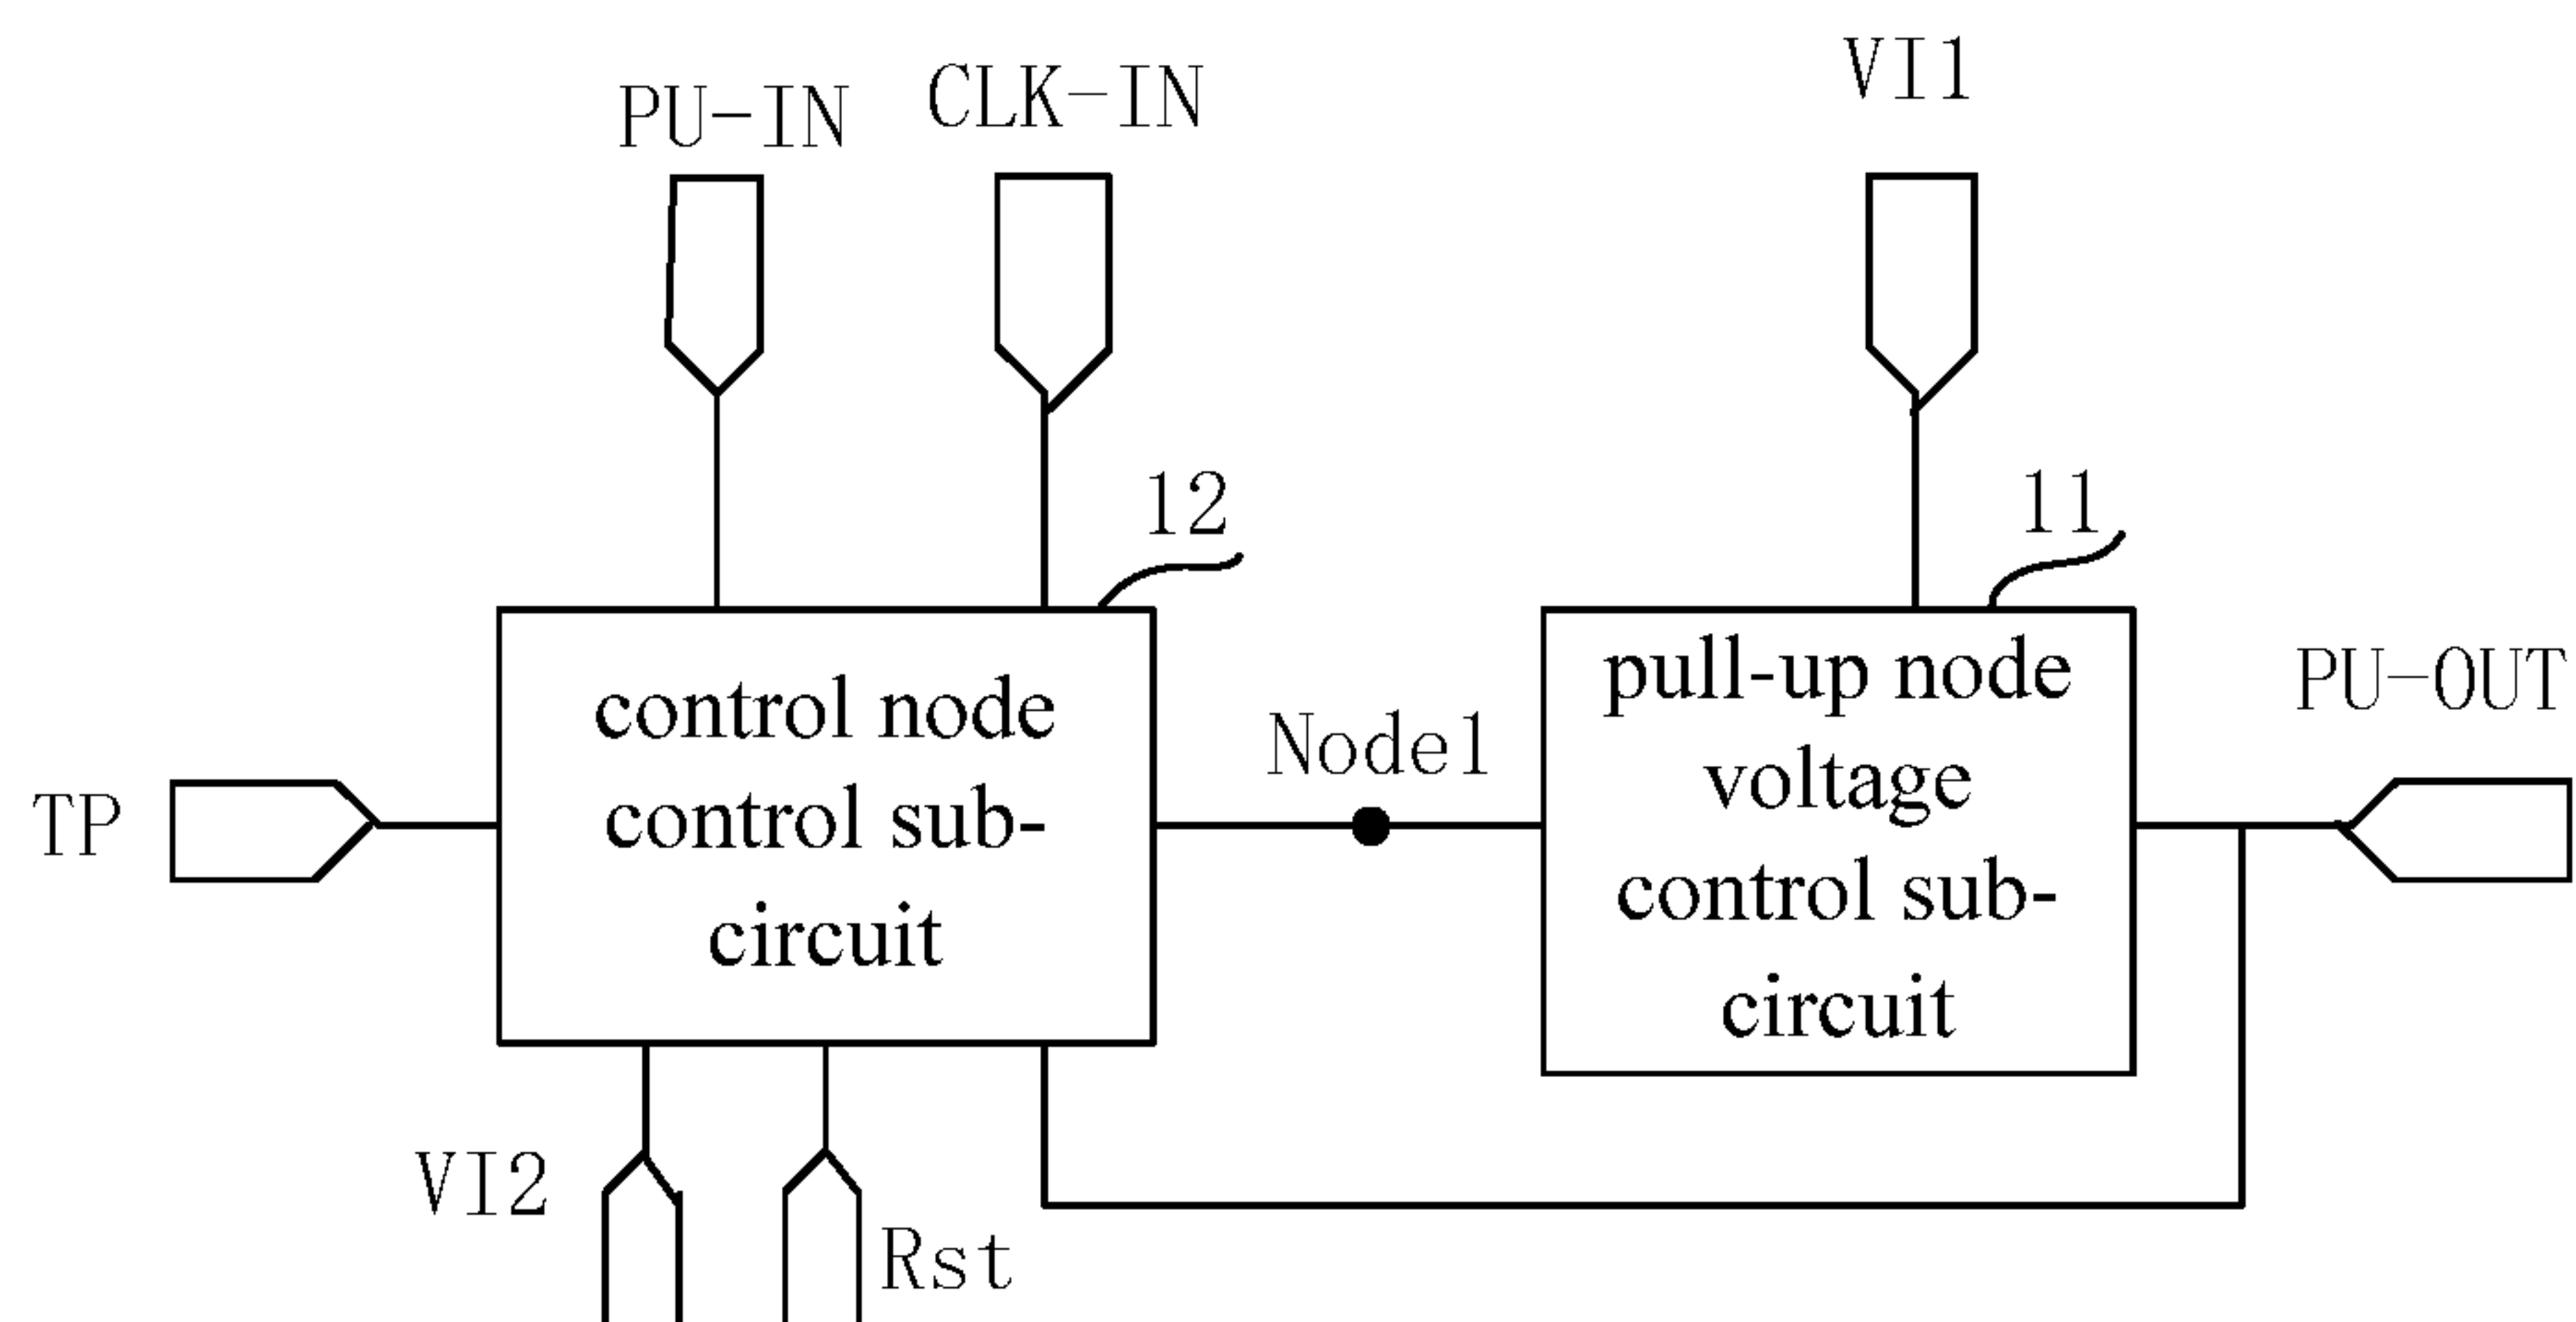 PU-IN
CLK-IN
VI1
12
11
control node
control sub-
circuit
pull-up node
voltage
control sub-
circuit
TP
Node1
PU-OUT
VI2
Rst